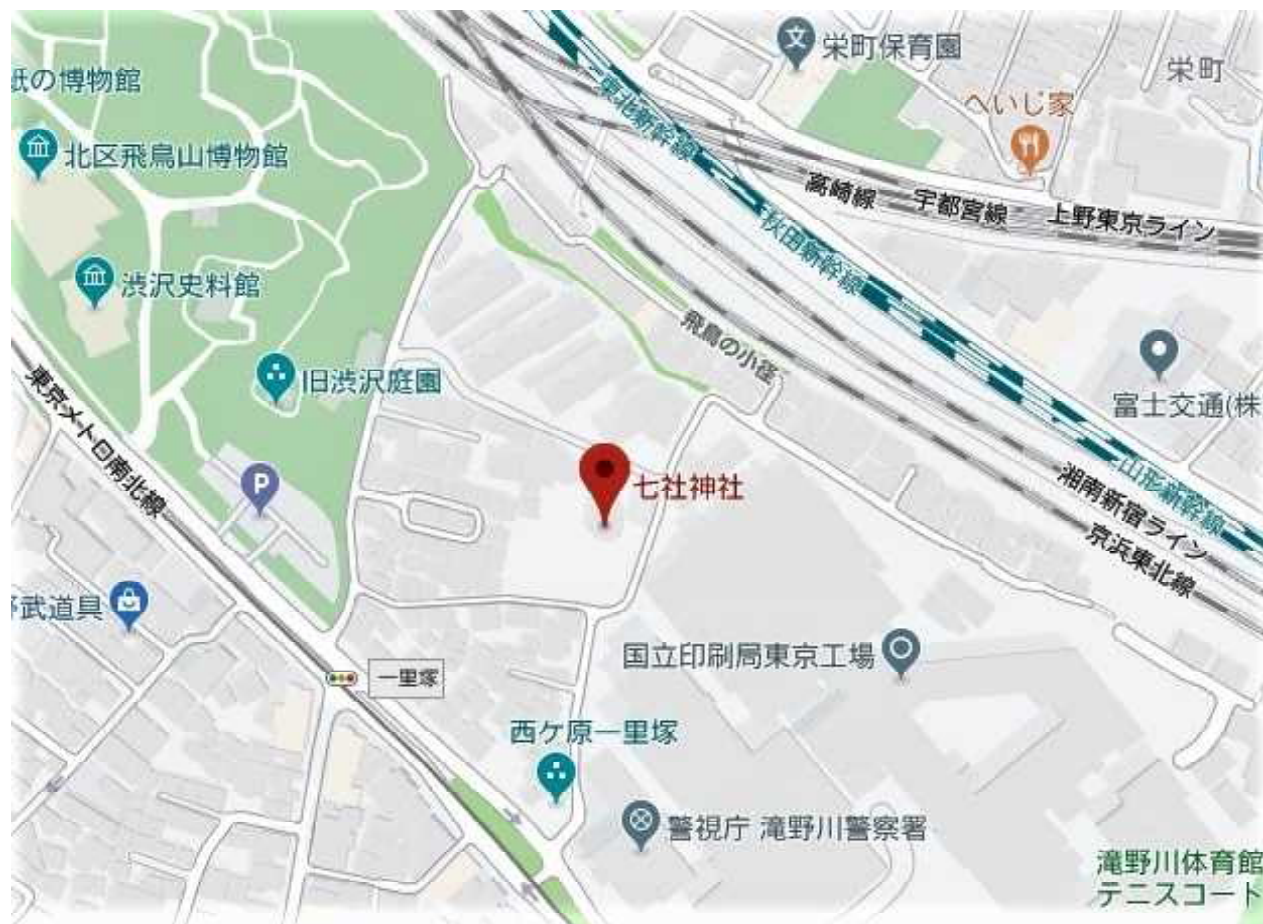 栄町保育園
栄町
紙の博物館
へいじ家
東北新幹線
北区飛鳥山博物館
高崎線
宇都宮線
上野東京ライン
秋田新幹線
渋沢史料館
飛鳥の小径
旧渋沢庭園
富士交通(株
東京メトロ南北線
P
七社神社
山形新幹線
湘南新宿ライン
京浜東北線
武道具
国立印刷局東京工場
一里塚
西ケ原一里塚
警視庁 滝野川警察署
滝野川体育館
テニスコート